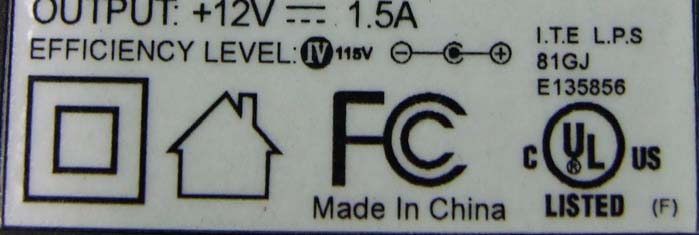 OUTPUT: +12V ⎓ 1.5A
EFFICIENCY LEVEL: IV 115V
I.T.E L.P.S
81GJ
E135856
FC
Made In China
C UL ® US
LISTED (F)